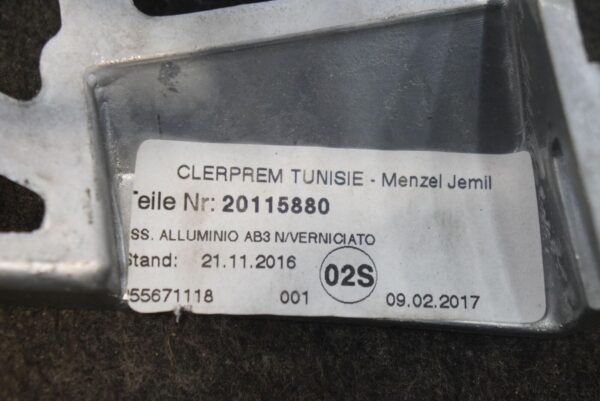 CLERPREM TUNISIE - Menzel Jemil
Teile Nr: 20115880
SS. ALLUMINIO AB3 N/VERNICIATO
Stand: 21.11.2016 02S
255671118 001 09.02.2017